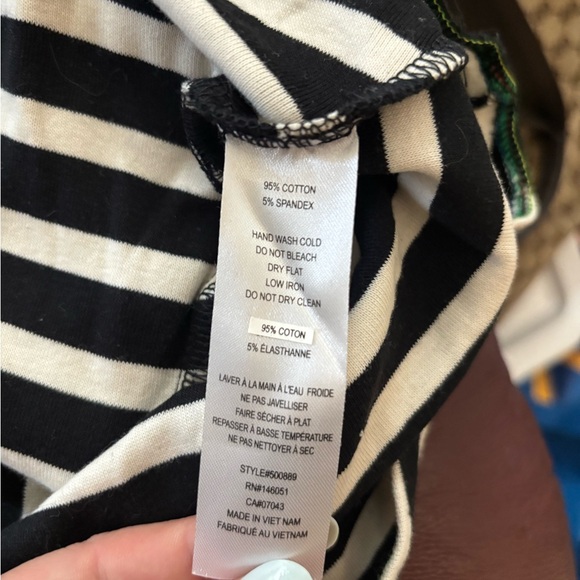 95% COTTON
5% SPANDEX
HAND WASH COLD
DO NOT BLEACH
DRY FLAT
LOW IRON
DO NOT DRY CLEAN
95% COTON
5% ÉLASTHANNE
LAVER À LA MAIN À L'EAU FROIDE
NE PAS JAVELLISER
FAIRE SÉCHER À PLAT
REPASSER À BASSE TEMPÉRATURE
NE PAS NETTOYER À SEC
STYLE#500889
RN#146051
CA#07043
MADE IN VIET NAM
FABRIQUÉ AU VIETNAM